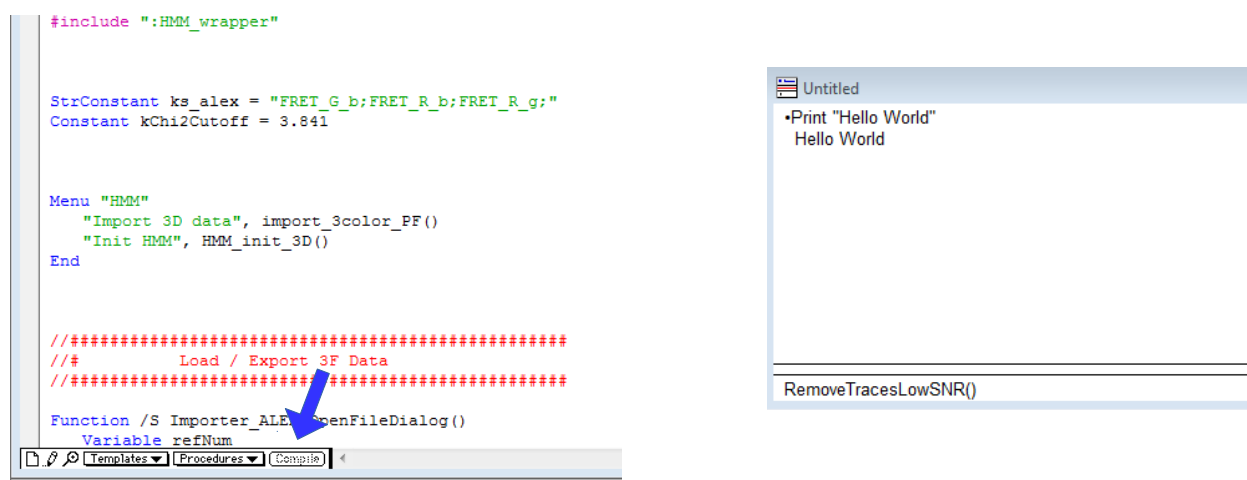 #include ":HMM_wrapper"
StrConstant ks_alex = "FRET_G_b;FRET_R_b;FRET_R_g;"
Constant kChi2Cutoff = 3.841
Menu "HMM"
"Import 3D data", import_3color_PF()
"Init HMM", HMM_init_3D()
End
//##################################################
//# Load / Export 3F Data
//##################################################
Function /S
Variable refNum
Templates
Procedures
Compile
Untitled
•Print "Hello World"
Hello World
RemoveTracesLowSNR()